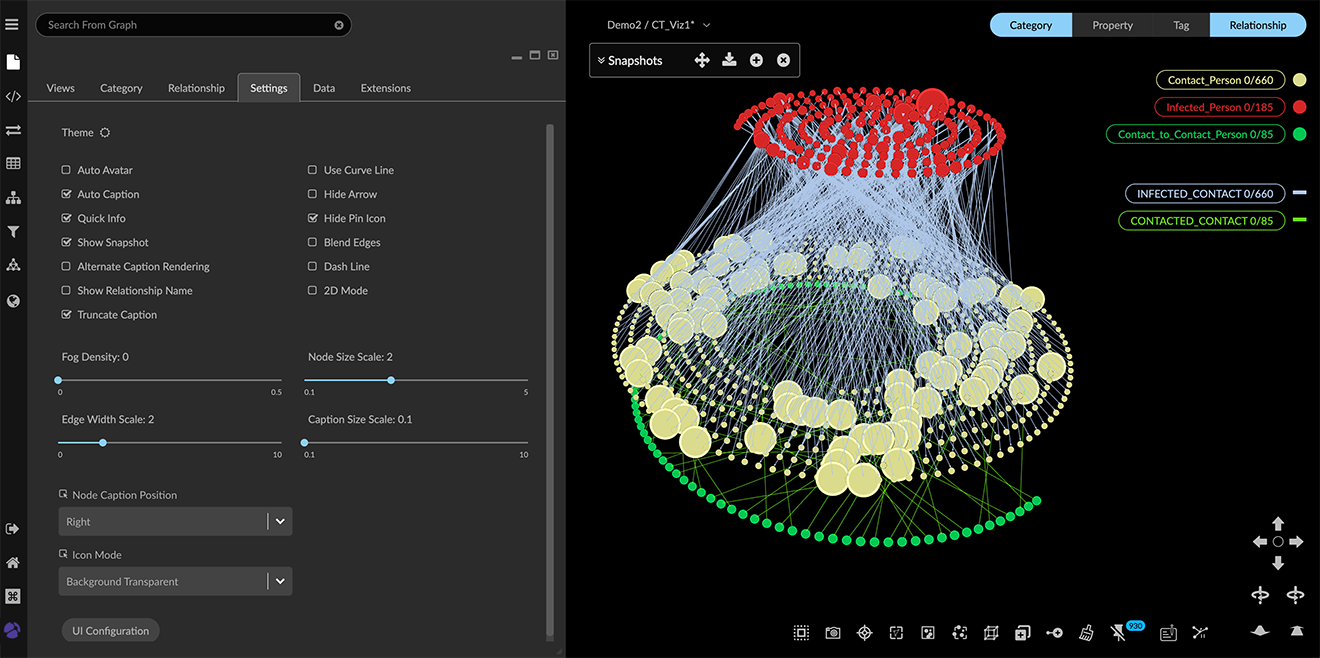 Search From Graph
Views Category Relationship Settings Data Extensions
Theme
Auto Avatar
Auto Caption
Quick Info
Show Snapshot
Alternate Caption Rendering
Show Relationship Name
Truncate Caption
Use Curve Line
Hide Arrow
Hide Pin Icon
Blend Edges
Dash Line
2D Mode
Fog Density: 0
0 0.5
Node Size Scale: 2
0.1 5
Edge Width Scale: 2
0 10
Caption Size Scale: 0.1
0.1 10
Node Caption Position
Right
Icon Mode
Background Transparent
UI Configuration
Demo2 / CT_Viz1*
Snapshots
Category Property Tag Relationship
Contact_Person 0/660
Infected_Person 0/185
Contact_to_Contact_Person 0/85
INFECTED_CONTACT 0/660
CONTACTED_CONTACT 0/85
930